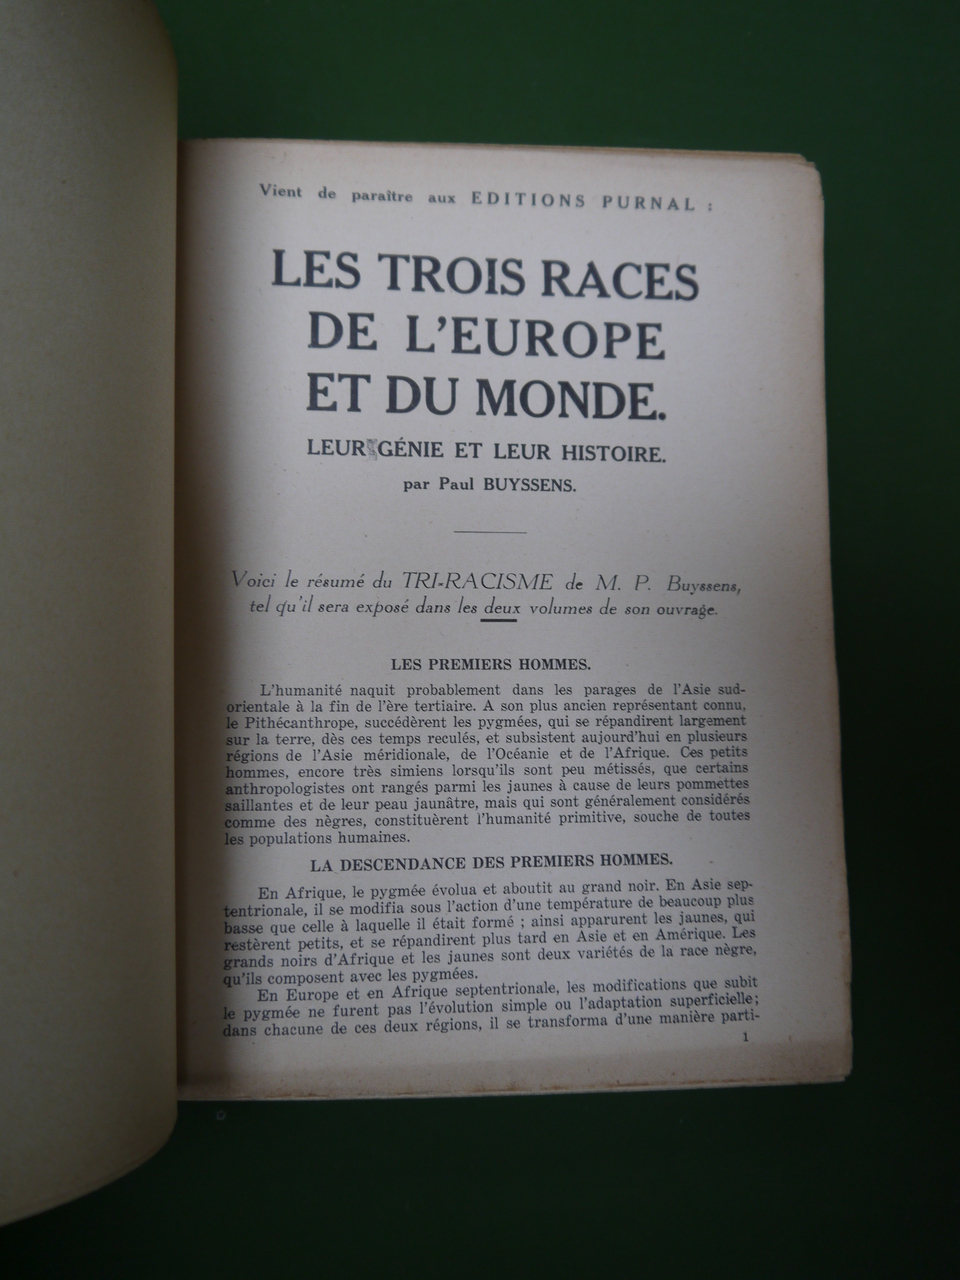 Vient de paraître aux EDITIONS PURNAL :
LES TROIS RACES
DE L'EUROPE
ET DU MONDE.
LEUR GÉNIE ET LEUR HISTOIRE.
par Paul BUYSSENS.
Voici le résumé du TRI-RACISME de M. P. Buyssens,
tel qu'il sera exposé dans les deux volumes de son ouvrage.
LES PREMIERS HOMMES.
L'humanité naquit probablement dans les parages de l'Asie sud-
orientale à la fin de l'ère tertiaire. A son plus ancien représentant connu,
le Pithécanthrope, succédèrent les pygmées, qui se répandirent largement
sur la terre, dès ces temps reculés, et subsistent aujourd'hui en plusieurs
régions de l'Asie méridionale, de l'Océanie et de l'Afrique. Ces petits
hommes, encore très simiens lorsqu'ils sont peu métissés, que certains
anthropologistes ont rangés parmi les jaunes à cause de leurs pommettes
saillantes et de leur peau jaunâtre, mais qui sont généralement considérés
comme des nègres, constituèrent l'humanité primitive, souche de toutes
les populations humaines.
LA DESCENDANCE DES PREMIERS HOMMES.
En Afrique, le pygmée évolua et aboutit au grand noir. En Asie sep-
tentrionale, il se modifia sous l'action d'une température de beaucoup plus
basse que celle à laquelle il était formé ; ainsi apparurent les jaunes, qui
restèrent petits, et se répandirent plus tard en Asie et en Amérique. Les
grands noirs d'Afrique et les jaunes sont deux variétés de la race nègre,
qu'ils composent avec les pygmées.
En Europe et en Afrique septentrionale, les modifications que subit
le pygmée ne furent pas l'évolution simple ou l'adaptation superficielle ;
dans chacune de ces deux régions, il se transforma d'une manière parti-
1